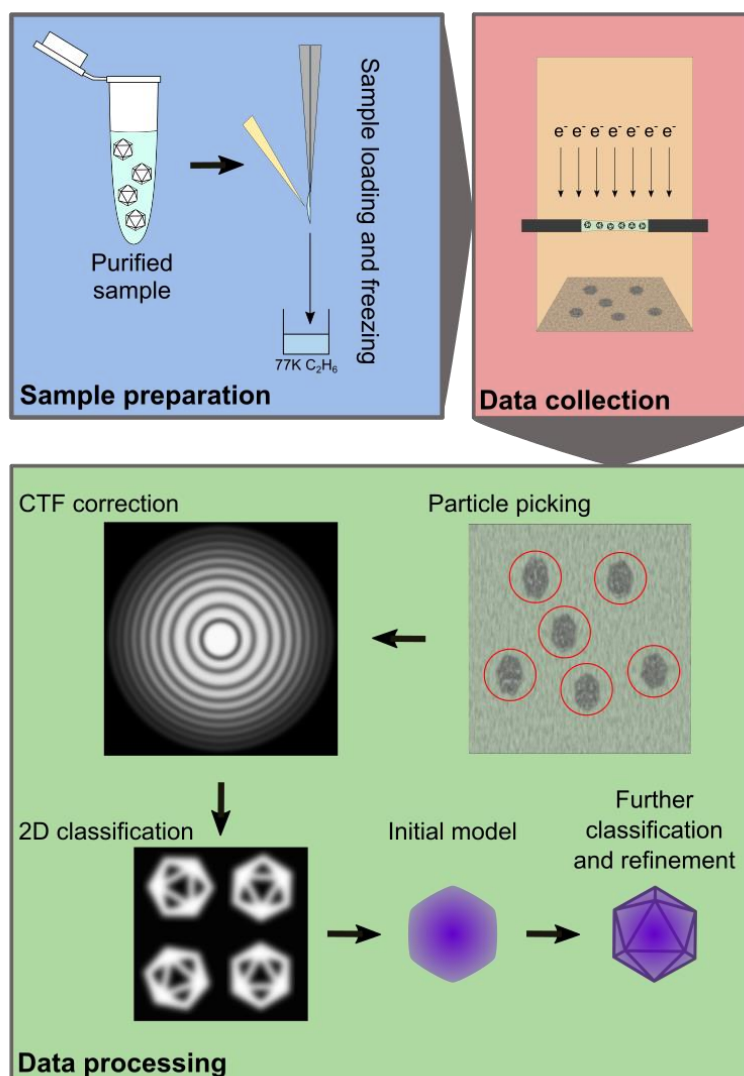 Purified
sample
Sample loading and freezing
77K C₂H₆
Sample preparation
e⁻ e⁻ e⁻ e⁻ e⁻ e⁻ e⁻
Data collection
CTF correction
Particle picking
2D classification
Initial model
Further
classification
and refinement
Data processing